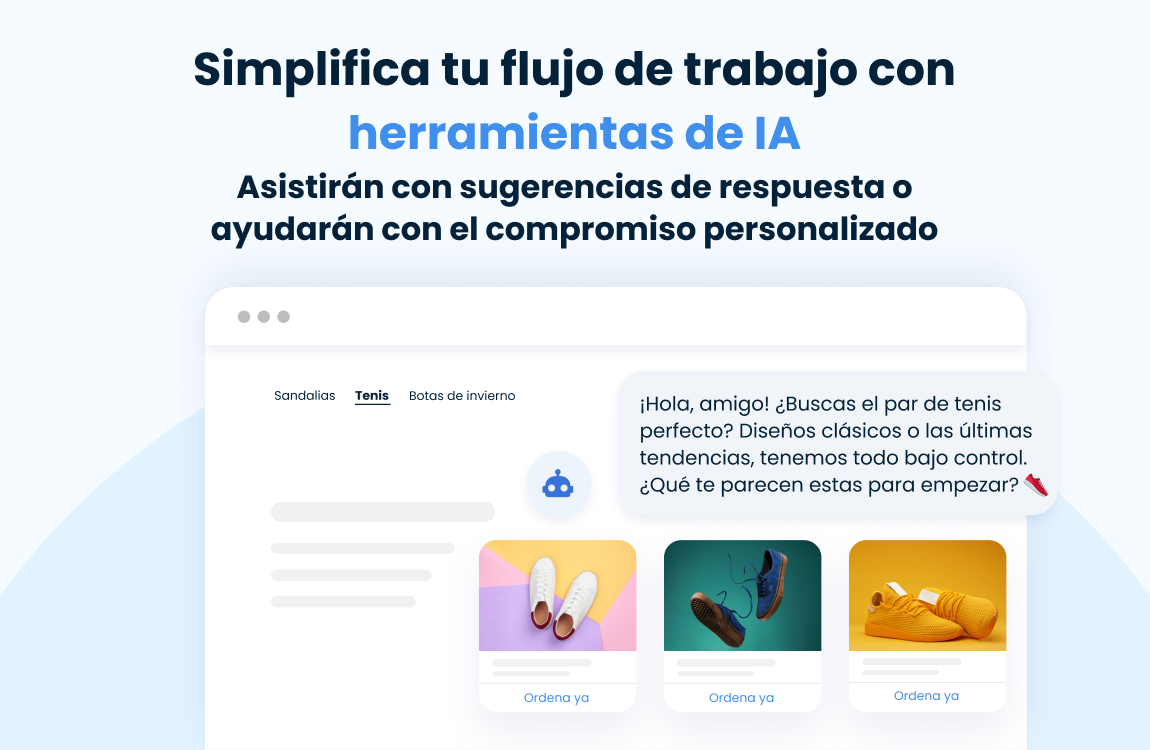 Simplifica tu flujo de trabajo con
herramientas de IA
Asistirán con sugerencias de respuesta o
ayudarán con el compromiso personalizado
Sandalias Tenis Botas de invierno
¡Hola, amigo! ¿Buscas el par de tenis
perfecto? Diseños clásicos o las últimas
tendencias, tenemos todo bajo control.
¿Qué te parecen estas para empezar? 👟
Ordena ya Ordena ya Ordena ya